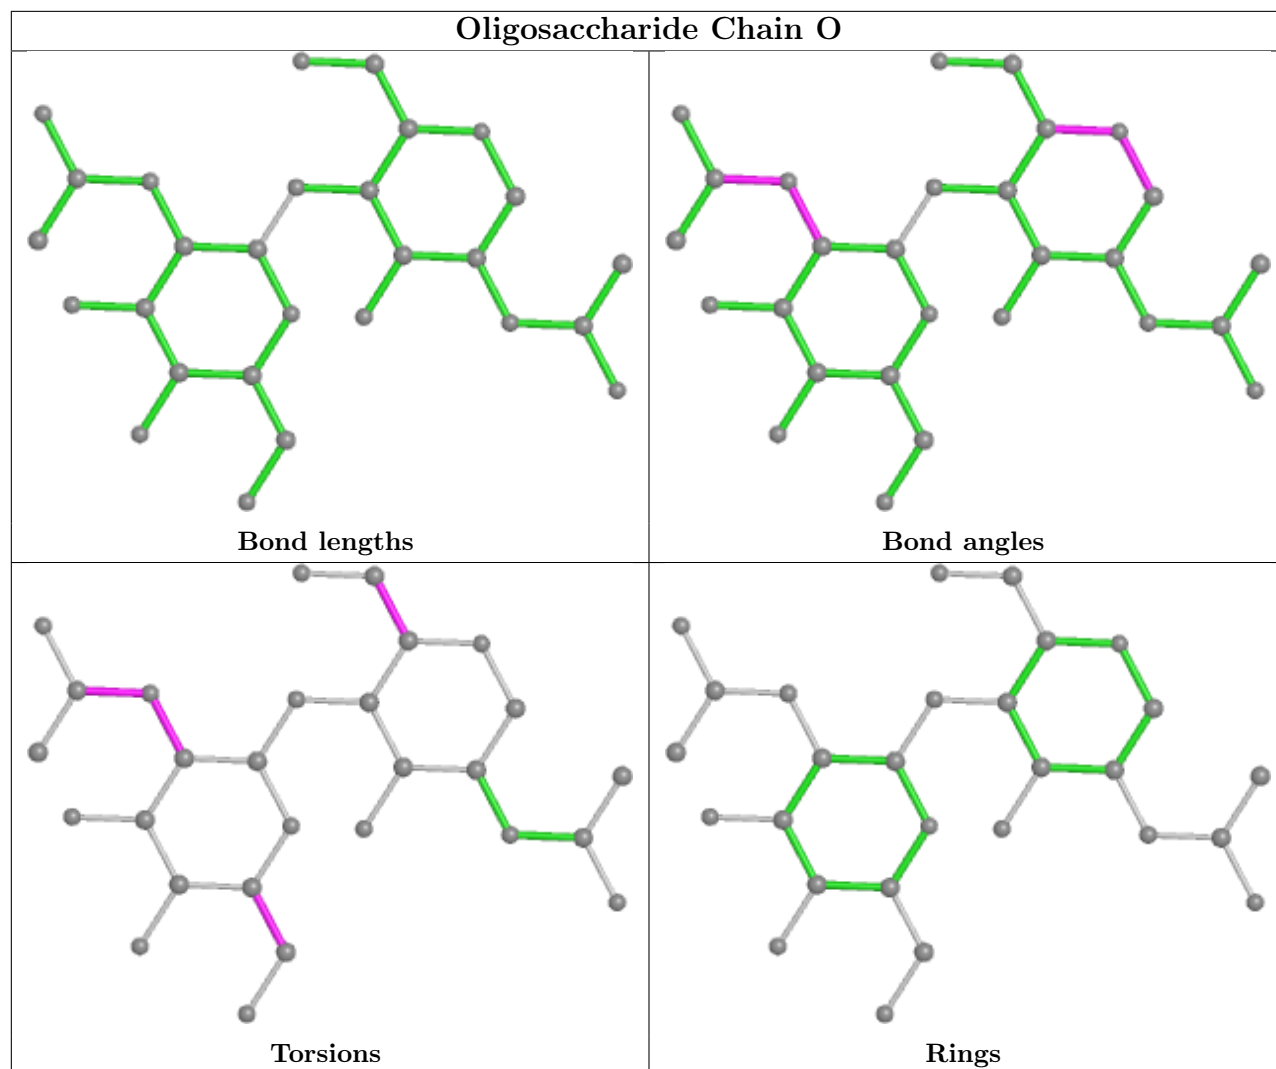 Oligosaccharide Chain O
Bond lengths
Bond angles
Torsions
Rings